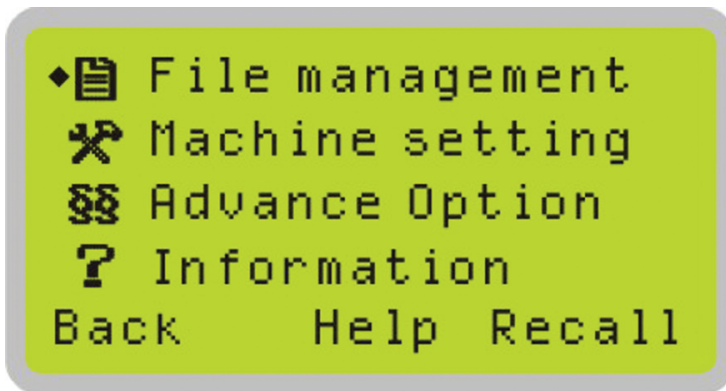 File management
Machine setting
§§ Advance Option
? Information
Back Help Recall